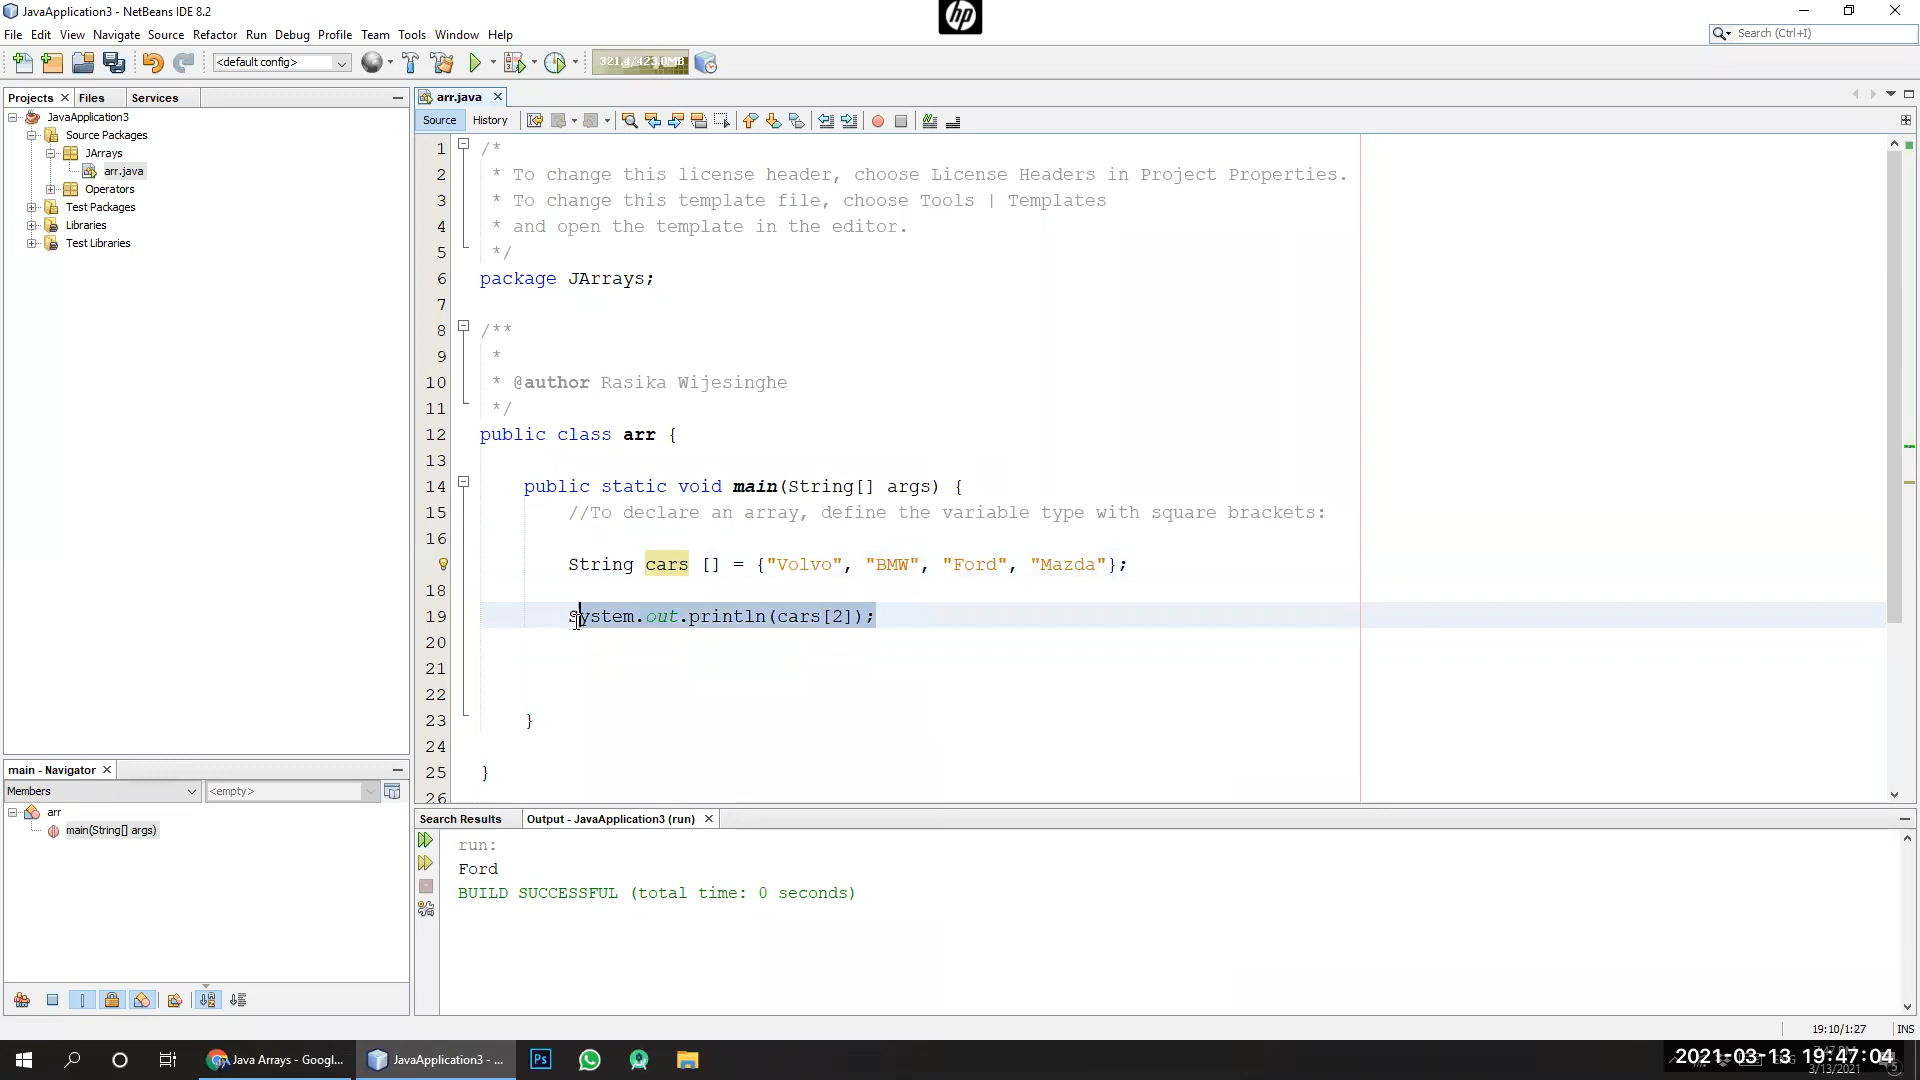 JavaApplication3 - NetBeans IDE 8.2
hp
File Edit View Navigate Source Refactor Run Debug Profile Team Tools Window Help
Search (Ctrl+I)
<default config>
321.4/423.0MB
Projects Files Services
arr.java
JavaApplication3
Source Packages
JArrays
arr.java
Operators
Test Packages
Libraries
Test Libraries
Source History
1 /*
2 * To change this license header, choose License Headers in Project Properties.
3 * To change this template file, choose Tools | Templates
4 * and open the template in the editor.
5 */
6 package JArrays;
7
8 /**
9 *
10 * @author Rasika Wijesinghe
11 */
12 public class arr {
13
14 public static void main(String[] args) {
15 //To declare an array, define the variable type with square brackets:
16
String cars [] = {"Volvo", "BMW", "Ford", "Mazda"};
18
19 System.out.println(cars[2]);
20
21
22
23 }
24
25 }
26
main - Navigator
Members <empty>
arr
main(String[] args)
Search Results Output - JavaApplication3 (run)
run:
Ford
BUILD SUCCESSFUL (total time: 0 seconds)
19:10/1:27 INS
Java Arrays - Googl...
JavaApplication3 - ...
Ps
2021-03-13 19:47:04
3/13/2021